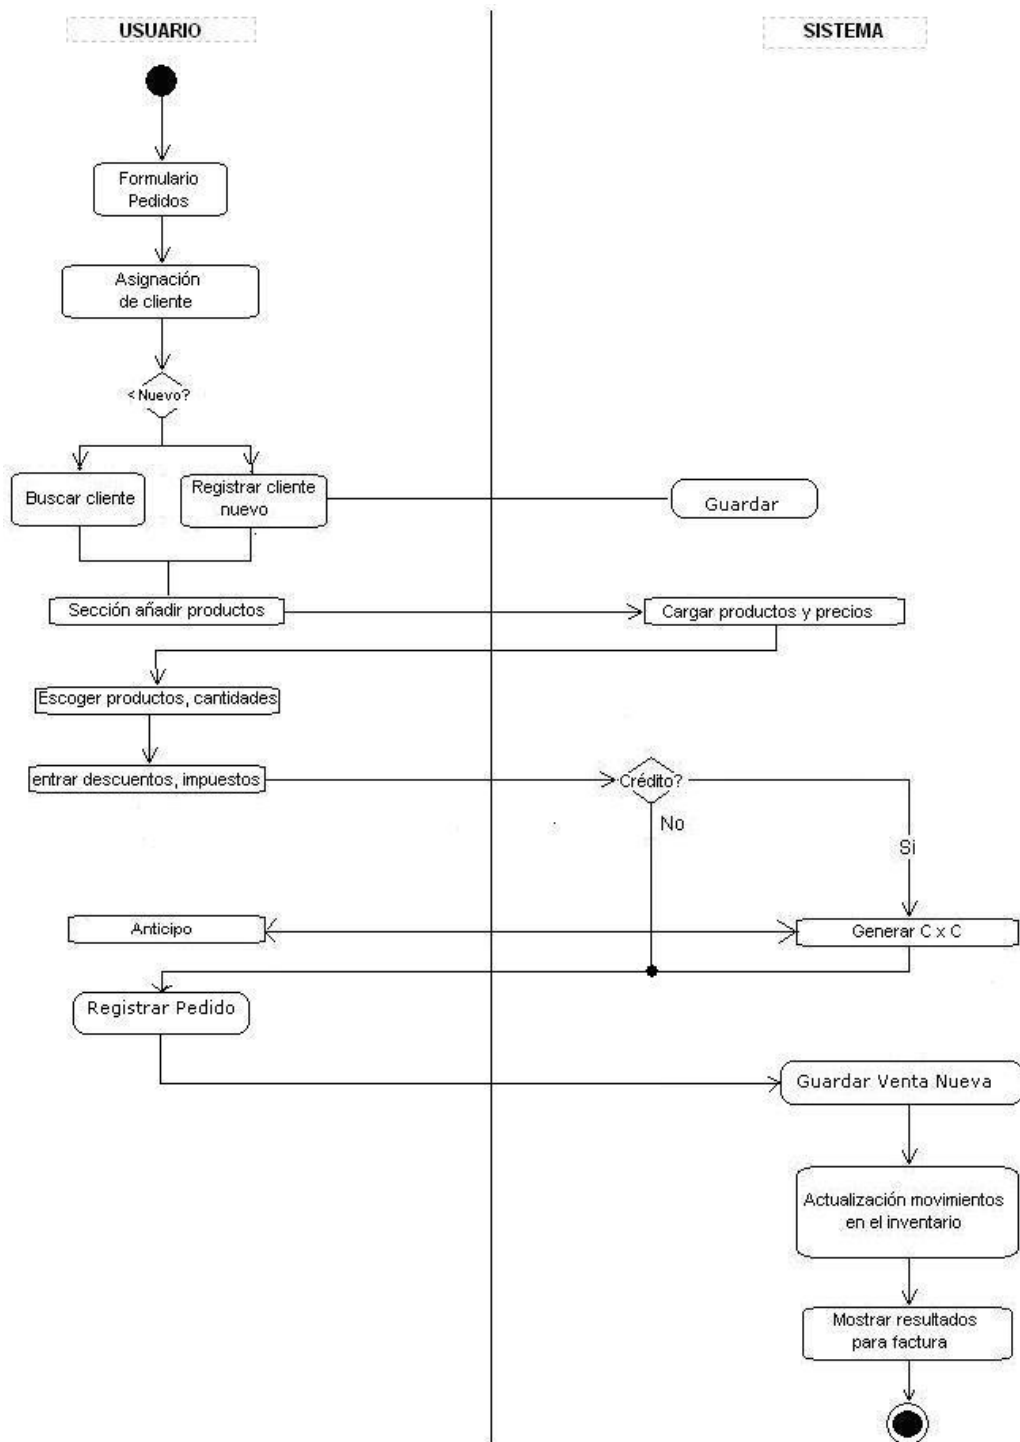 USUARIO
SISTEMA
Formulario
Pedidos
Asignación
de cliente
< Nuevo?
Buscar cliente
Registrar cliente
nuevo
Guardar
Sección añadir productos
Cargar productos y precios
Escoger productos, cantidades
entrar descuentos, impuestos
Crédito?
No
Si
Anticipo
Generar C x C
Registrar Pedido
Guardar Venta Nueva
Actualización movimientos
en el inventario
Mostrar resultados
para factura